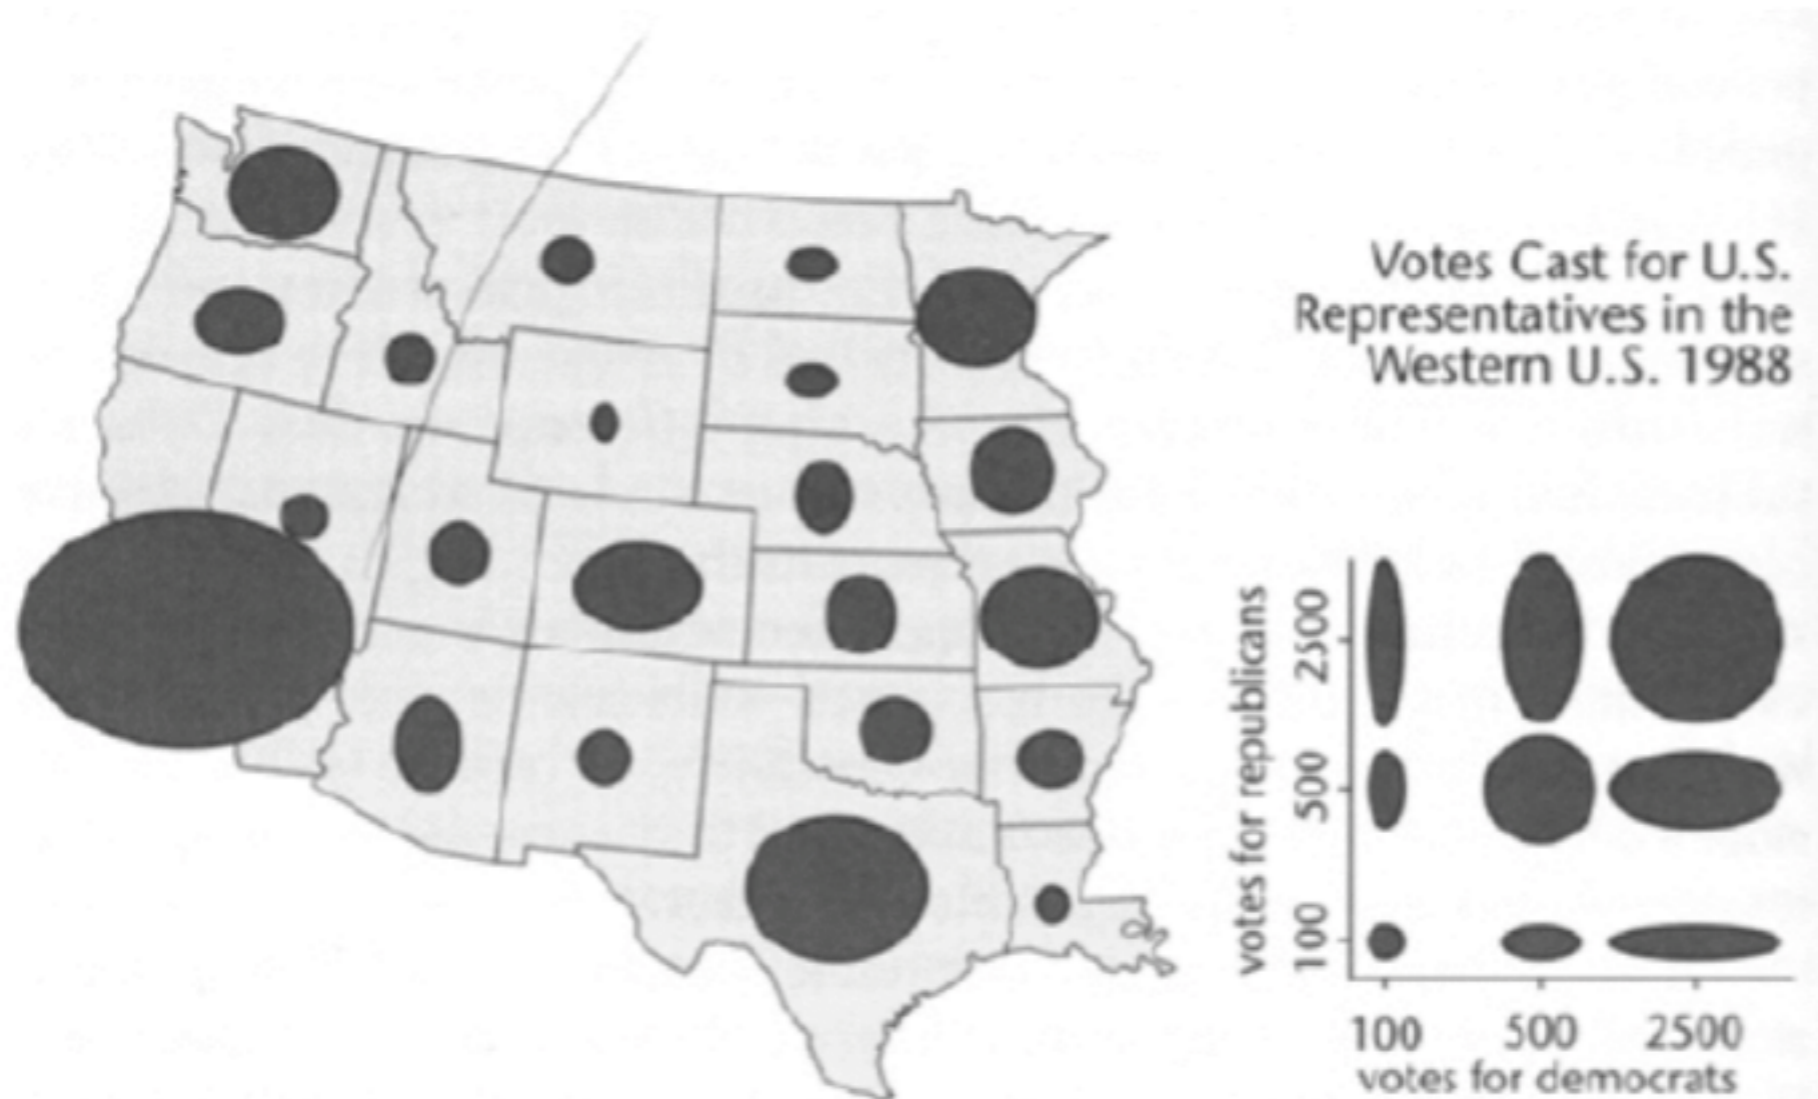 Votes Cast for U.S.
Representatives in the
Western U.S. 1988
votes for republicans
2500
500
100
100 500 2500
votes for democrats